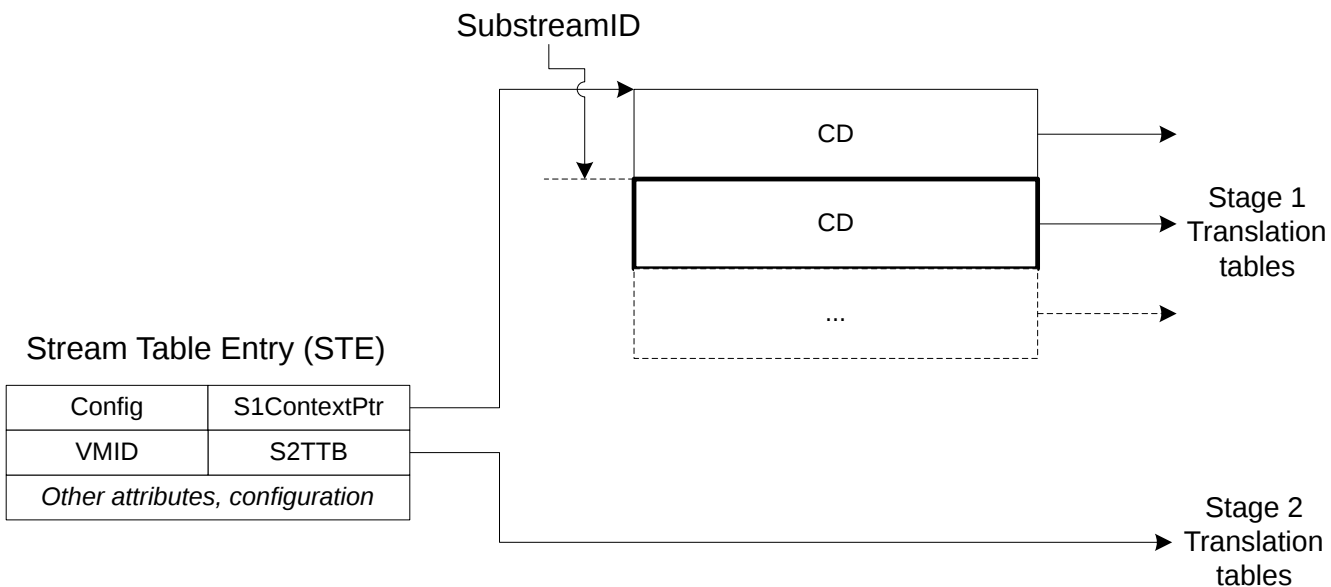 SubstreamID
CD
CD
Stage 1
Translation
tables
...
Stream Table Entry (STE)
Config S1ContextPtr
VMID S2TTB
Other attributes, configuration
Stage 2
Translation
tables